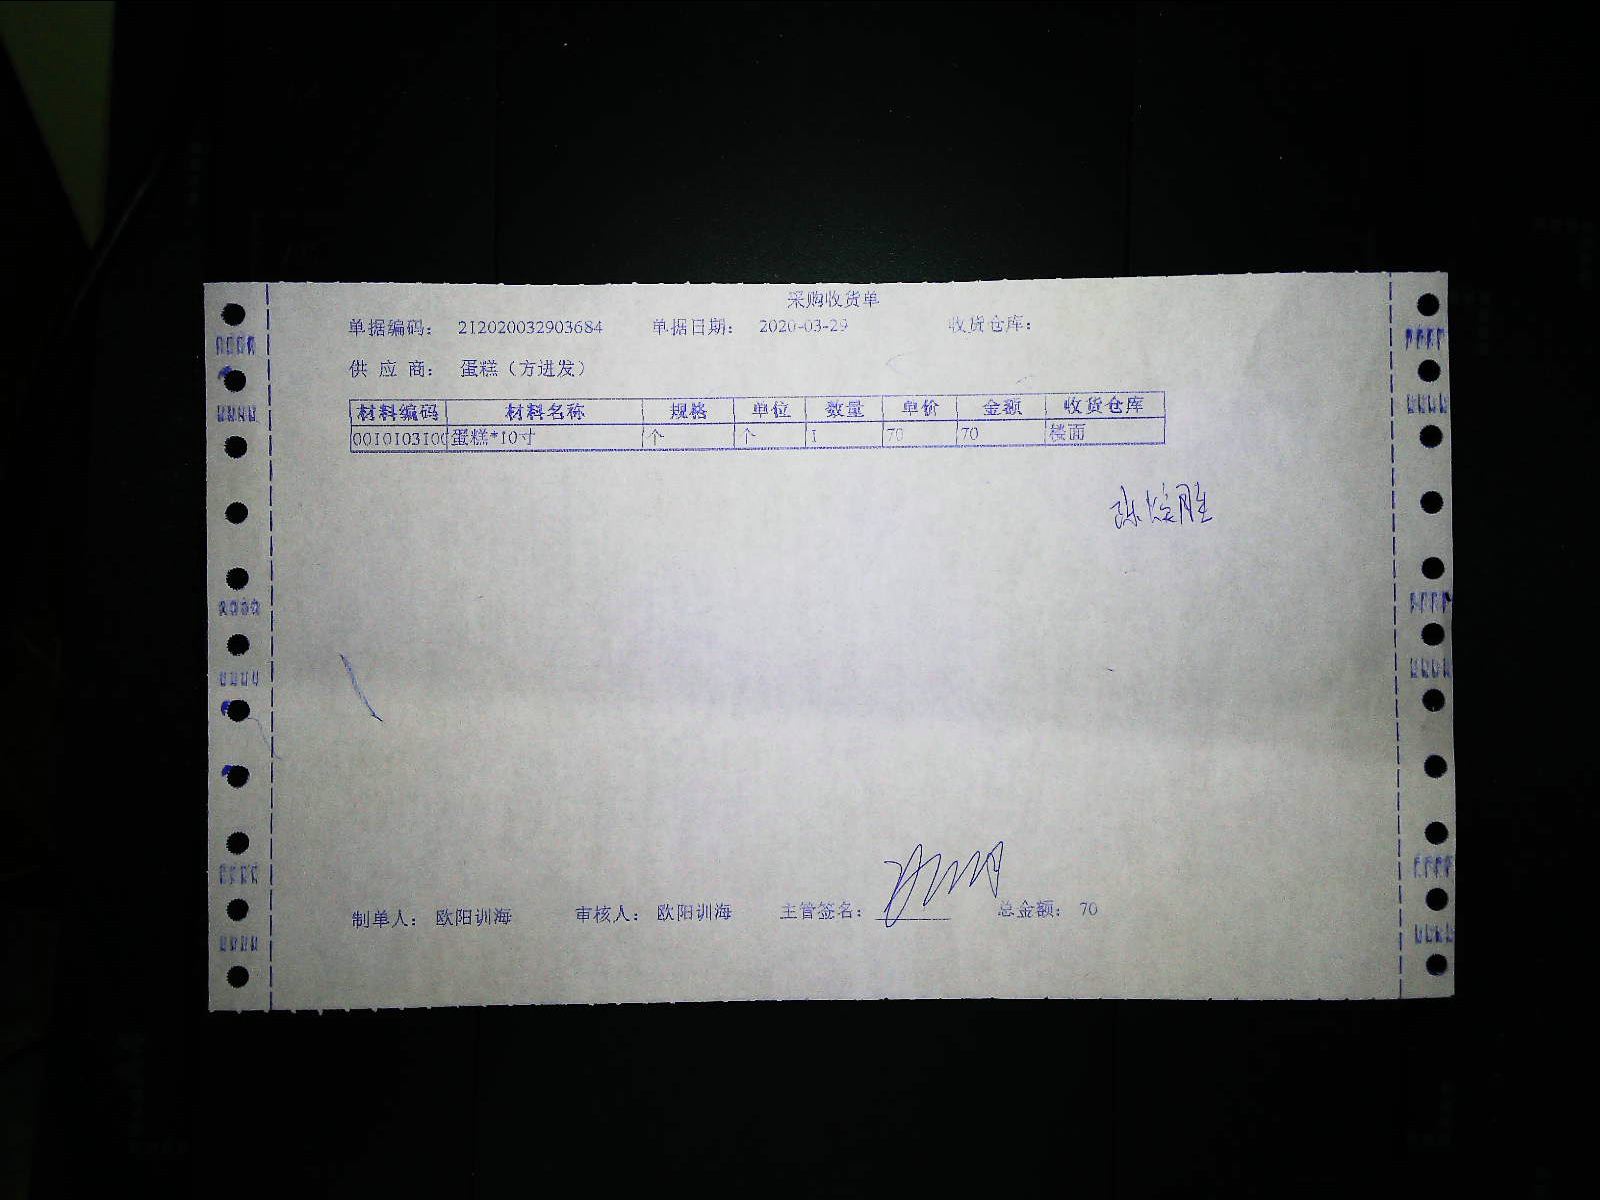 采购收货单
单据编码： 212020032903684 单据日期： 2020-03-29 收货仓库：
供 应 商： 蛋糕（方进发）
材料编码 材料名称 规格 单位 数量 单价 金额 收货仓库
0010103100 蛋糕*10寸 个 个 1 70 70 楼面
制单人： 欧阳训海 审核人： 欧阳训海 主管签名： 总金额： 70